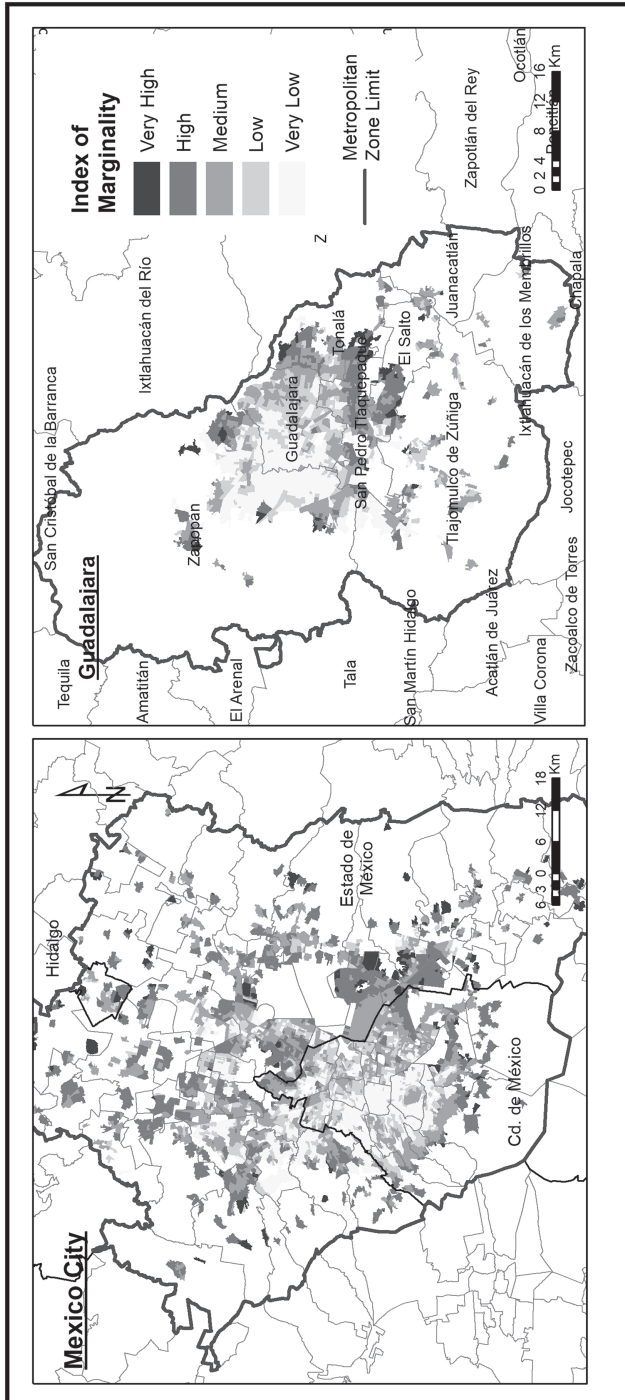 Mexico City
Hidalgo
N
Estado de
México
Cd. de México
6 3 0 6 12 18
Km
Guadalajara
San Cristóbal de la Barranca
Tequila
Amatitán
Ixtlahuacán del Río
El Arenal
Zapopan
Guadalajara
Tonalá
Tala
San Pedro Tlaquepaque
El Salto
San Martín Hidalgo
Tlajomulco de Zúñiga
Juanacatlán
Zapotlán del Rey
Acatlán de Juárez
Ixtlahuacán de los Membrillos
Villa Corona
Jocotepec
Zacoalco de Torres
Chapala
Poncitlán
Ocotlán
Index of
Marginality
Very High
High
Medium
Low
Very Low
Metropolitan
Zone Limit
Z
0 2 4 8 12 16
Km